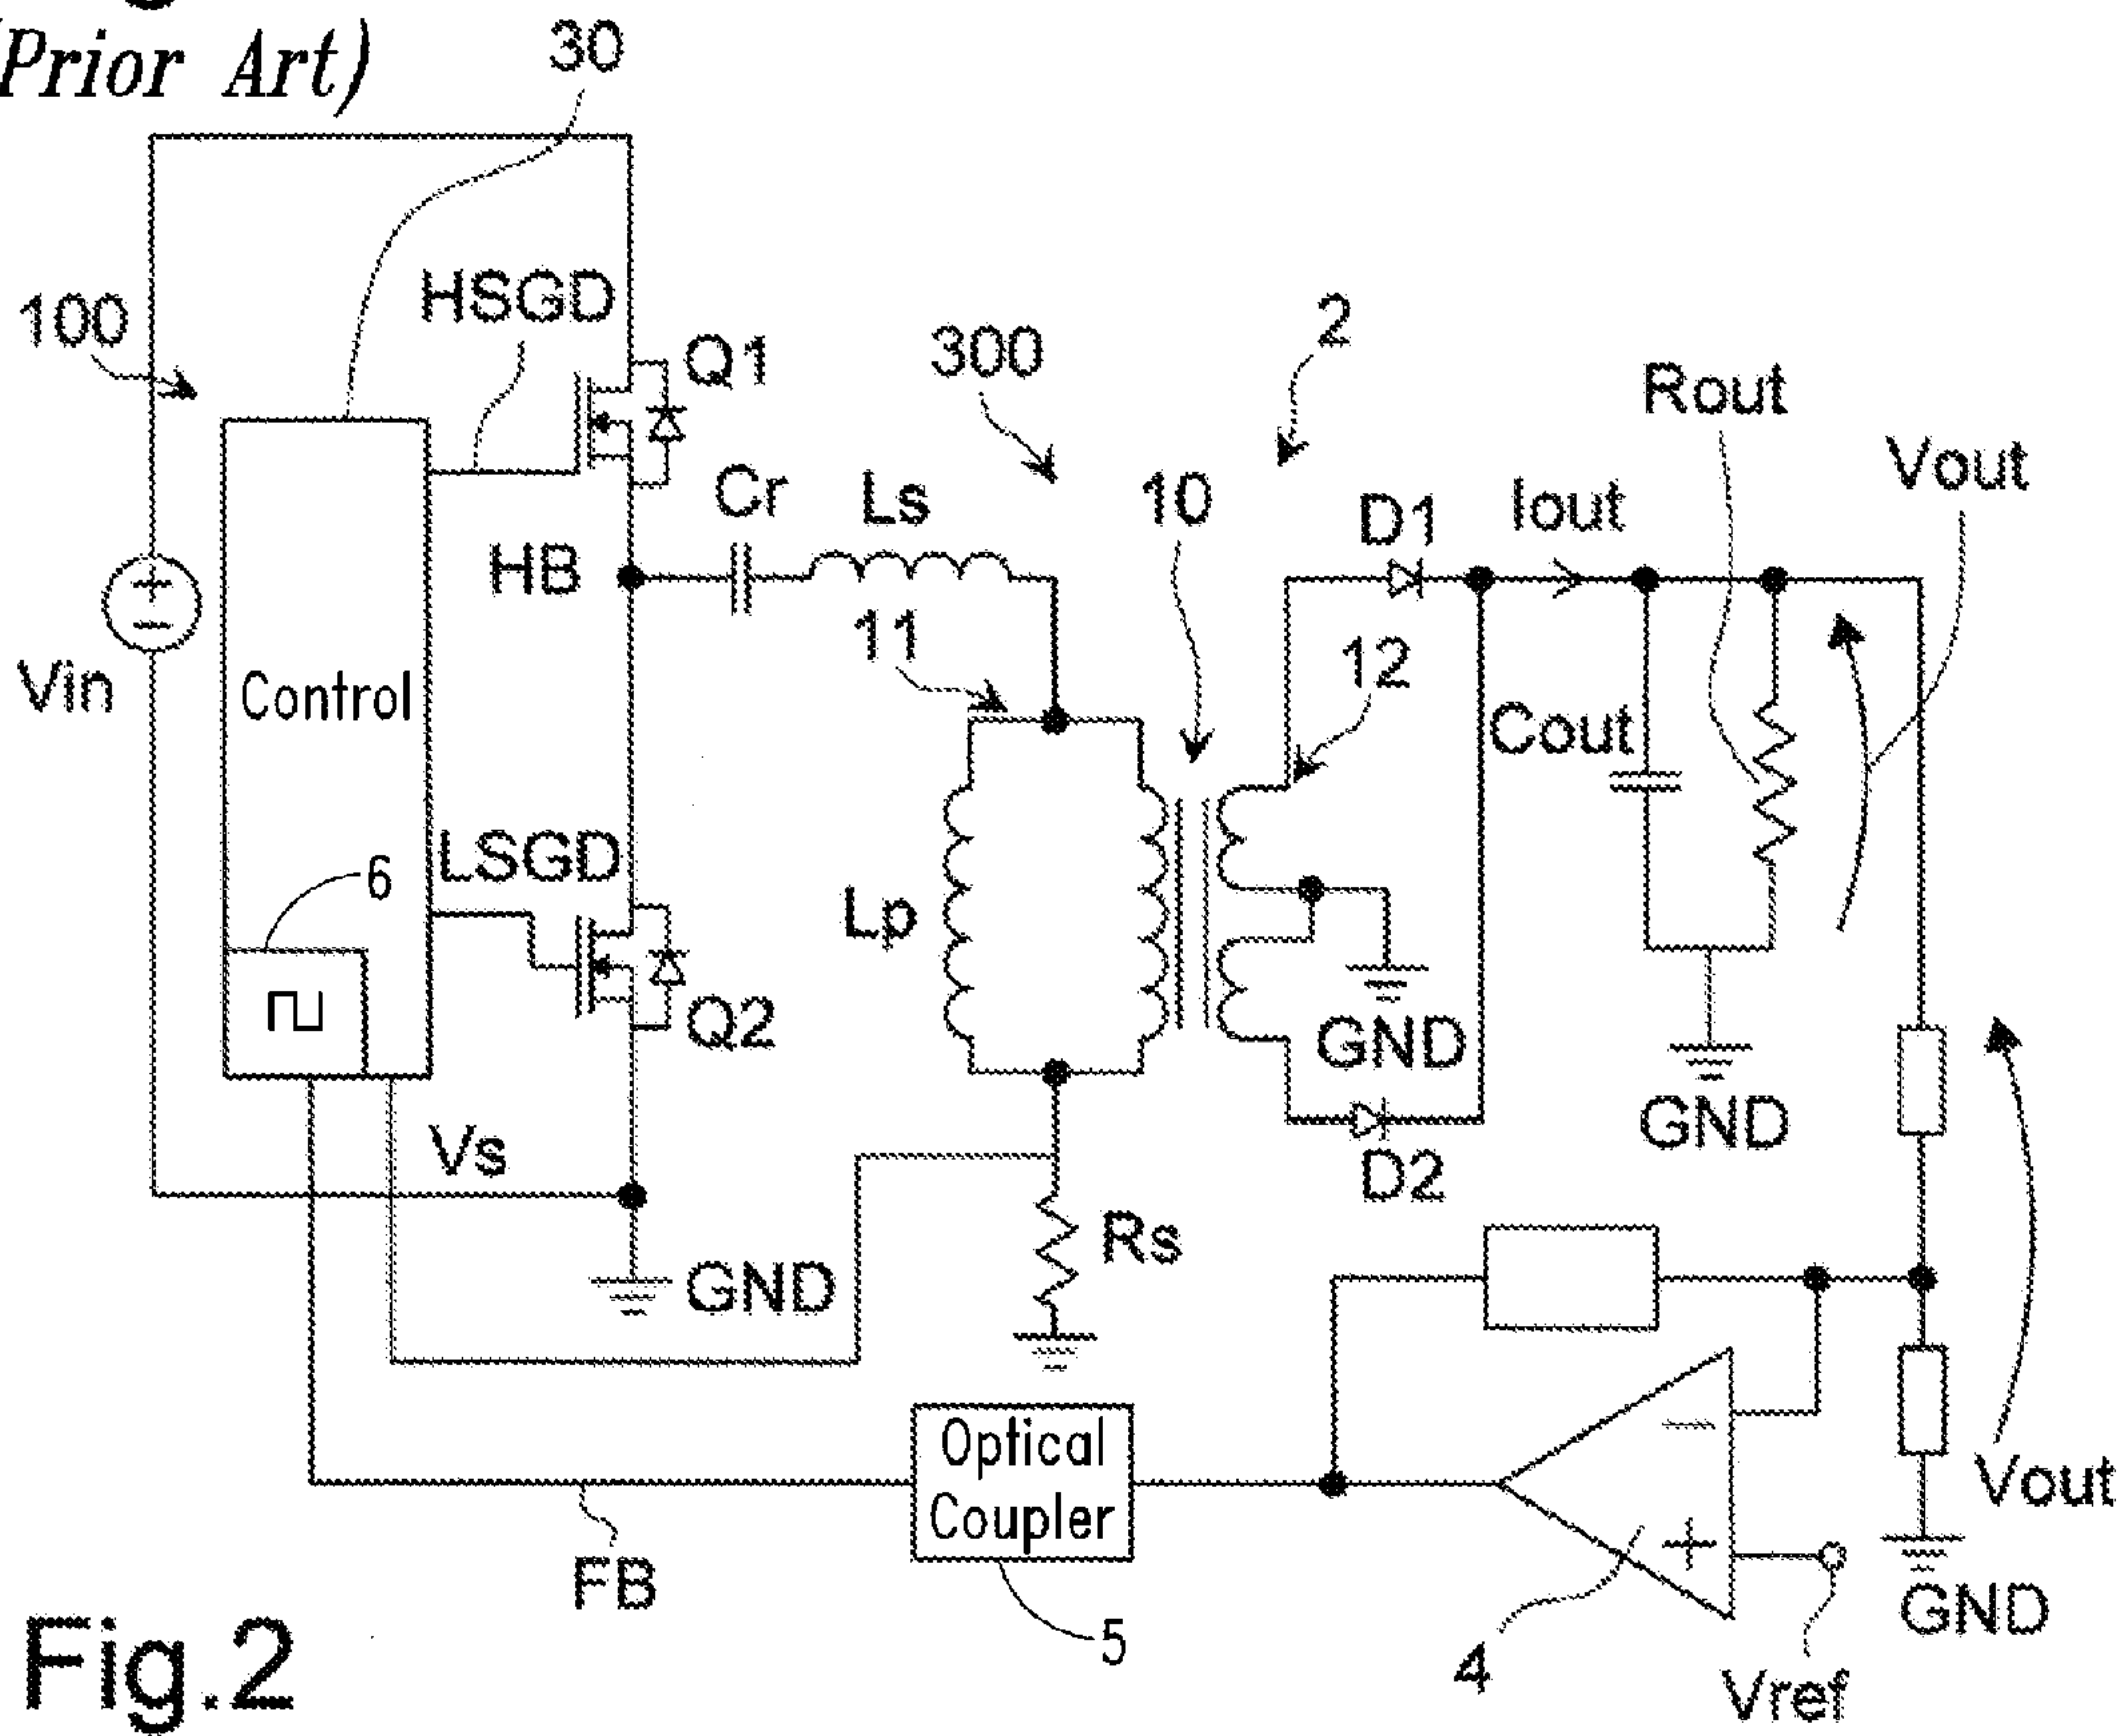 (Prior Art)
30
100
HSGD
Q1
300
2
Rout
Vout
Cr
Ls
10
D1
Iout
HB
11
12
Vin
Control
Cout
LSGD
6
Lp
Q2
GND
GND
Vs
D2
Rs
GND
Optical
Coupler
Vout
FB
5
4
GND
Vref
Fig.2